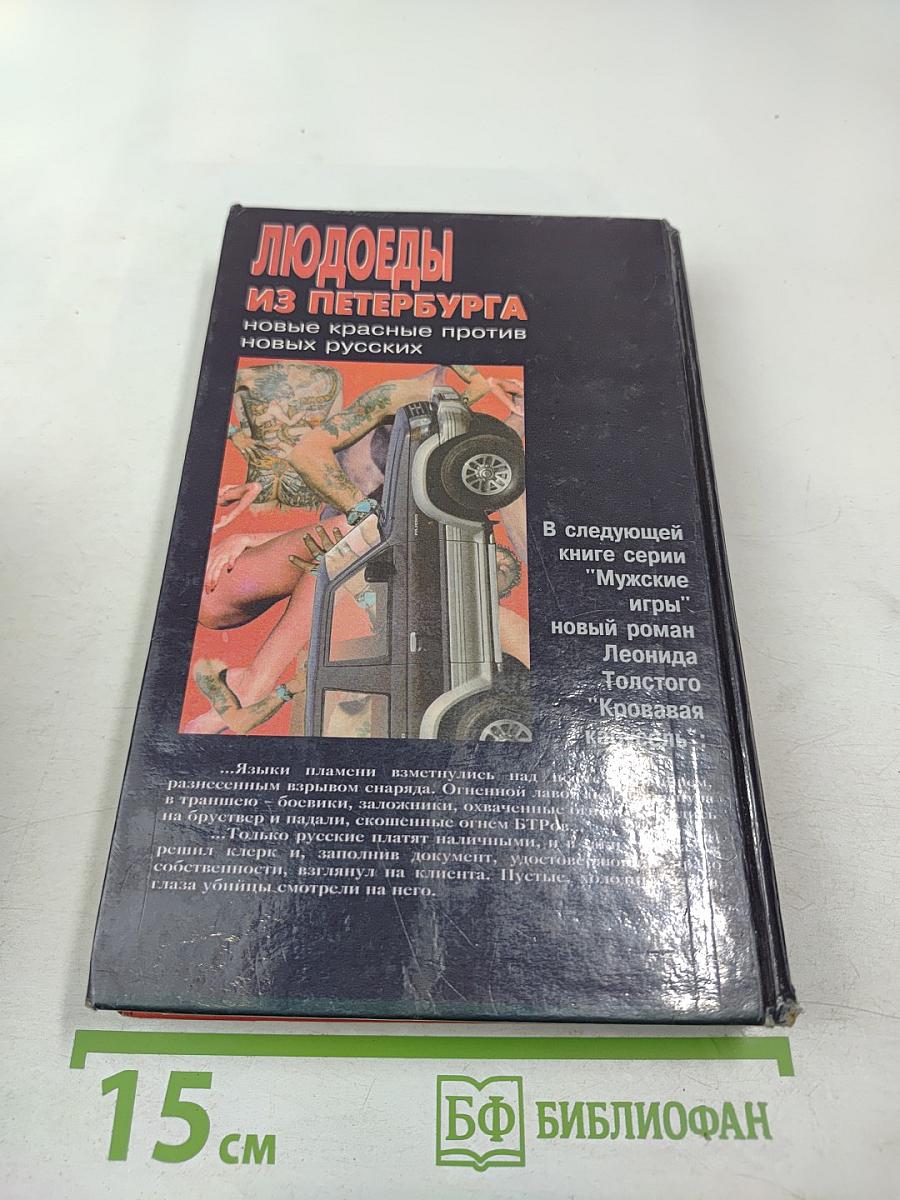 ЛЮДОЕДЫ
ИЗ ПЕТЕРБУРГА
новые красные против
новых русских
В следующей
книге серии
"Мужские
игры"
новый роман
Леонида
Толстого
"Кровавая
...Языки пламени взметнулись над
разнесенным взрывом снаряда. Огненной
в траншею – боевики, заложники, охваченные
на бруствер и падали, скошенные огнем БТРов.
...Только русские платят наличными, и
решил клерк и, заполнив документ,
собственности, взглянул на клиента. Пустые,
глаза убийцы смотрели на него.
15 см
БФ БИБЛИОФАН